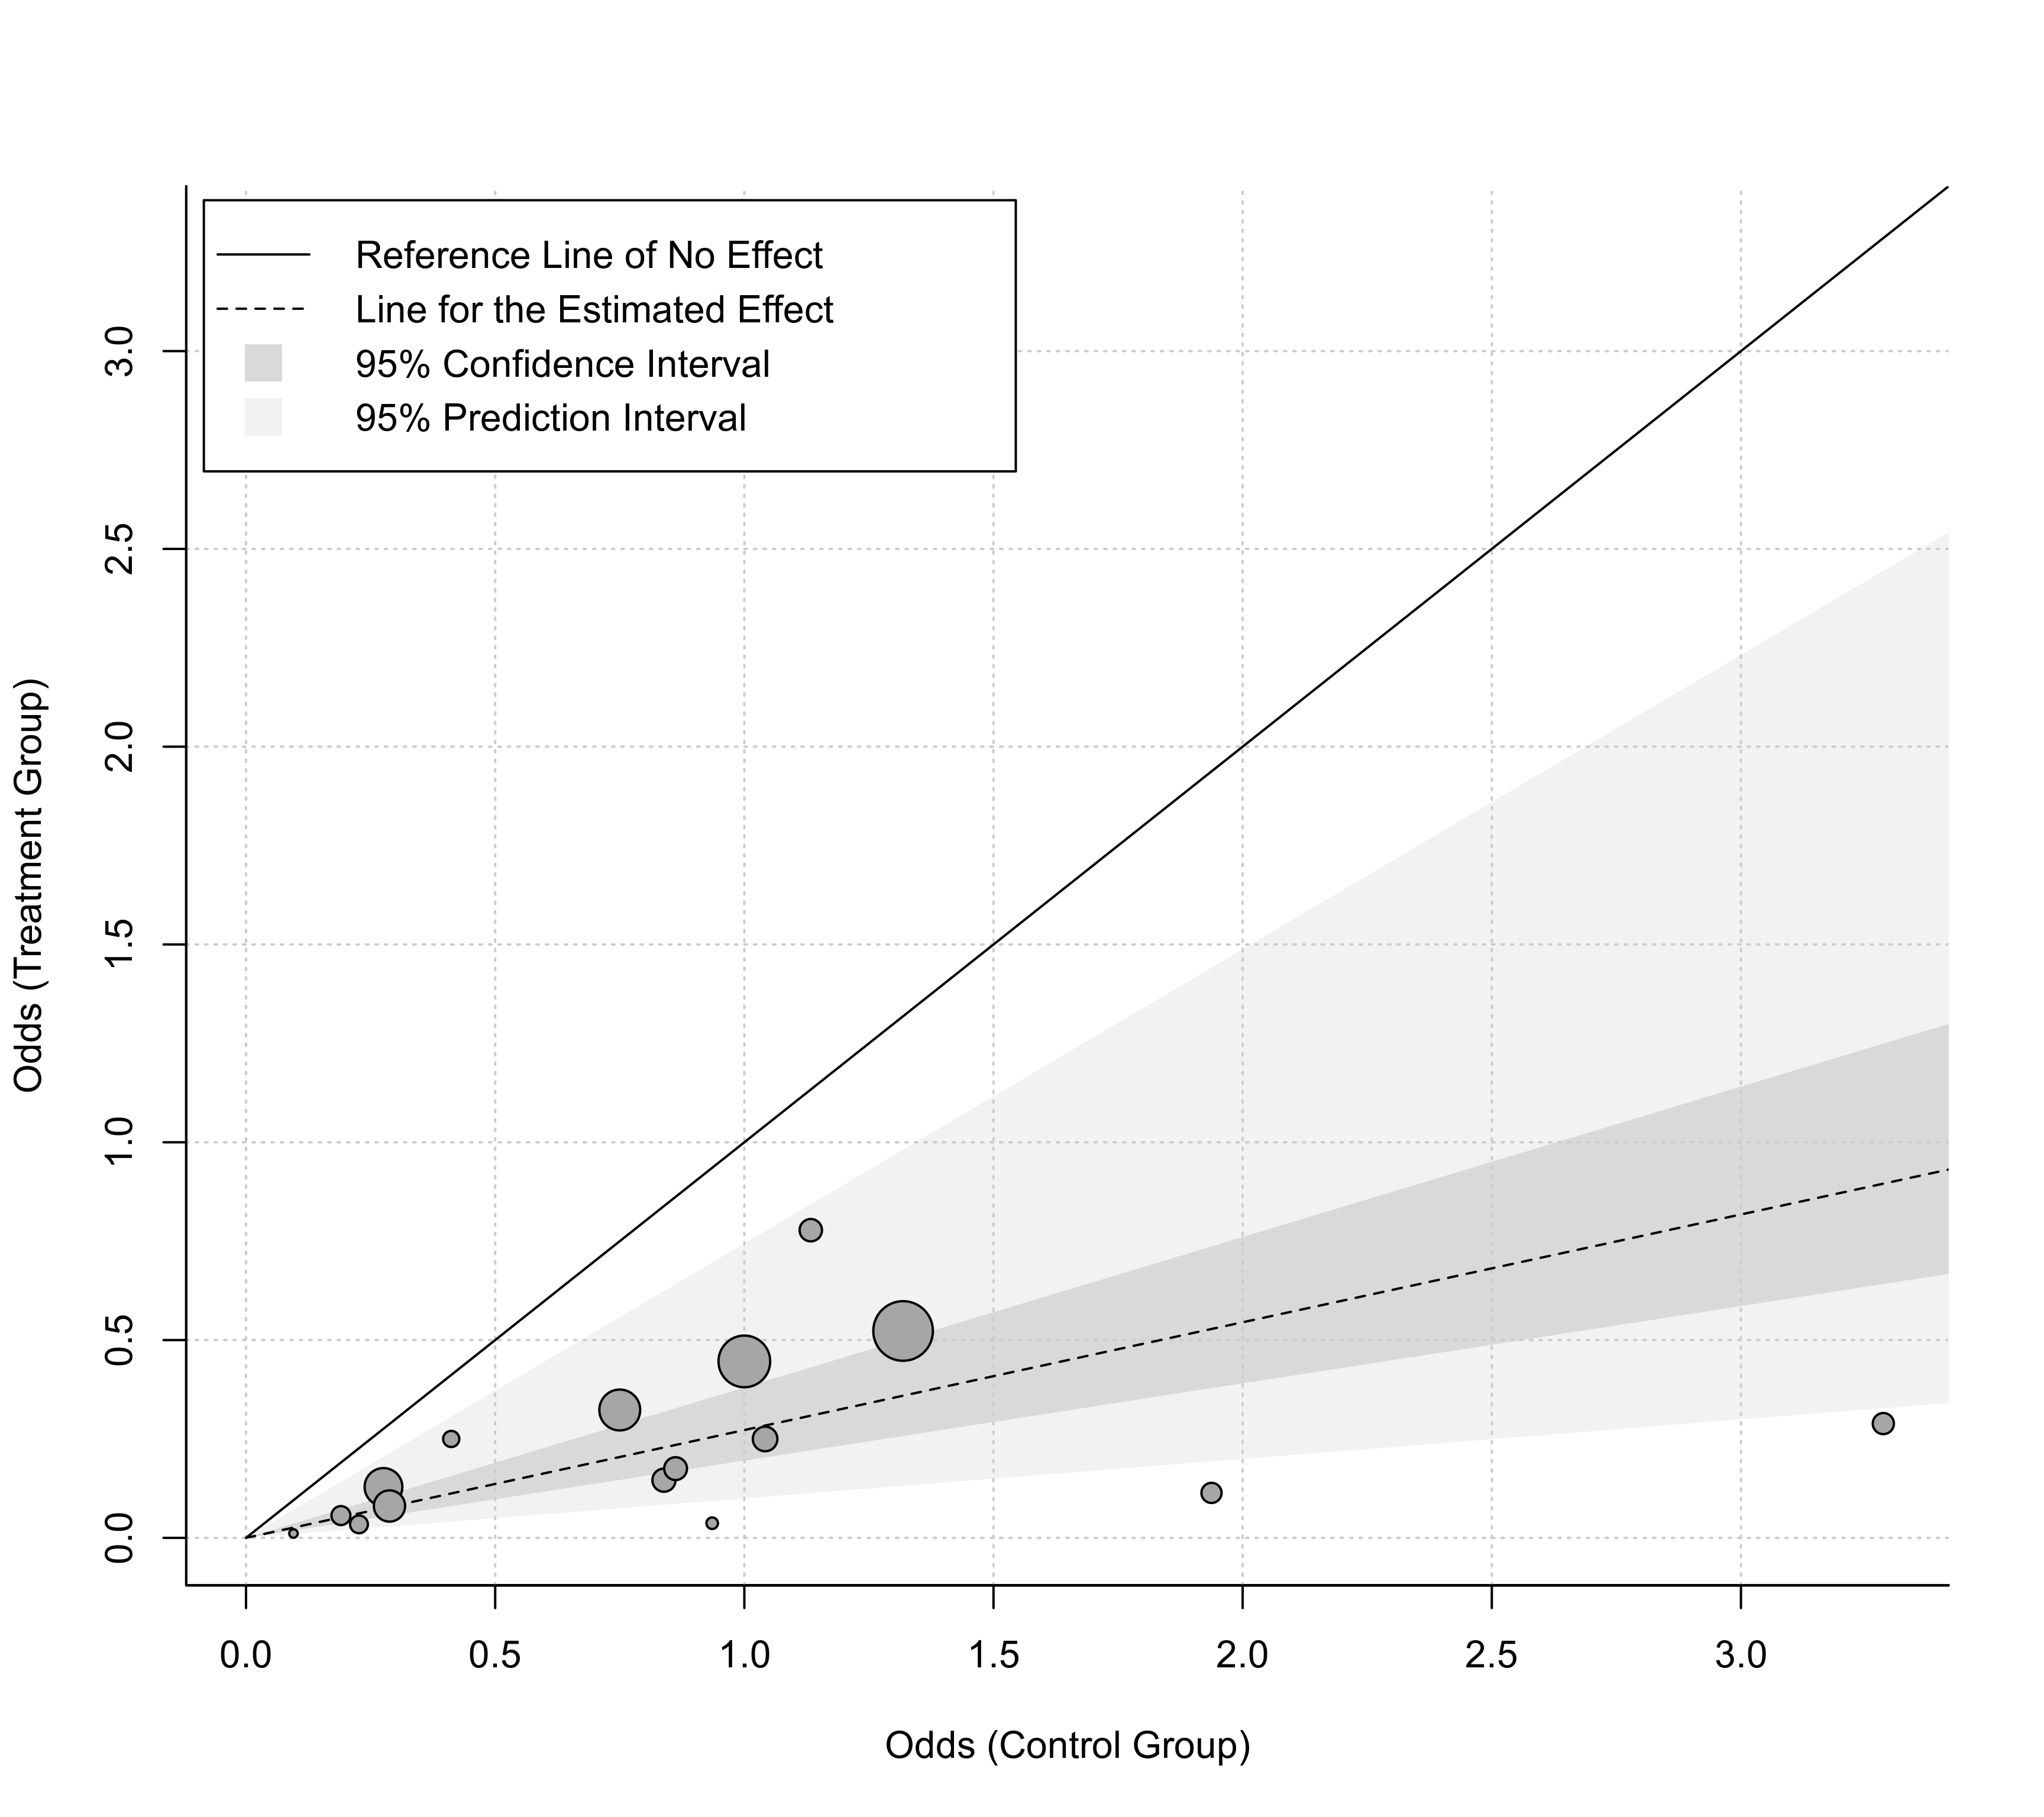 Reference Line of No Effect
Line for the Estimated Effect
95% Confidence Interval
95% Prediction Interval
Odds (Treatment Group)
3.0
2.5
2.0
1.5
1.0
0.5
0.0
0.0 0.5 1.0 1.5 2.0 2.5 3.0
Odds (Control Group)